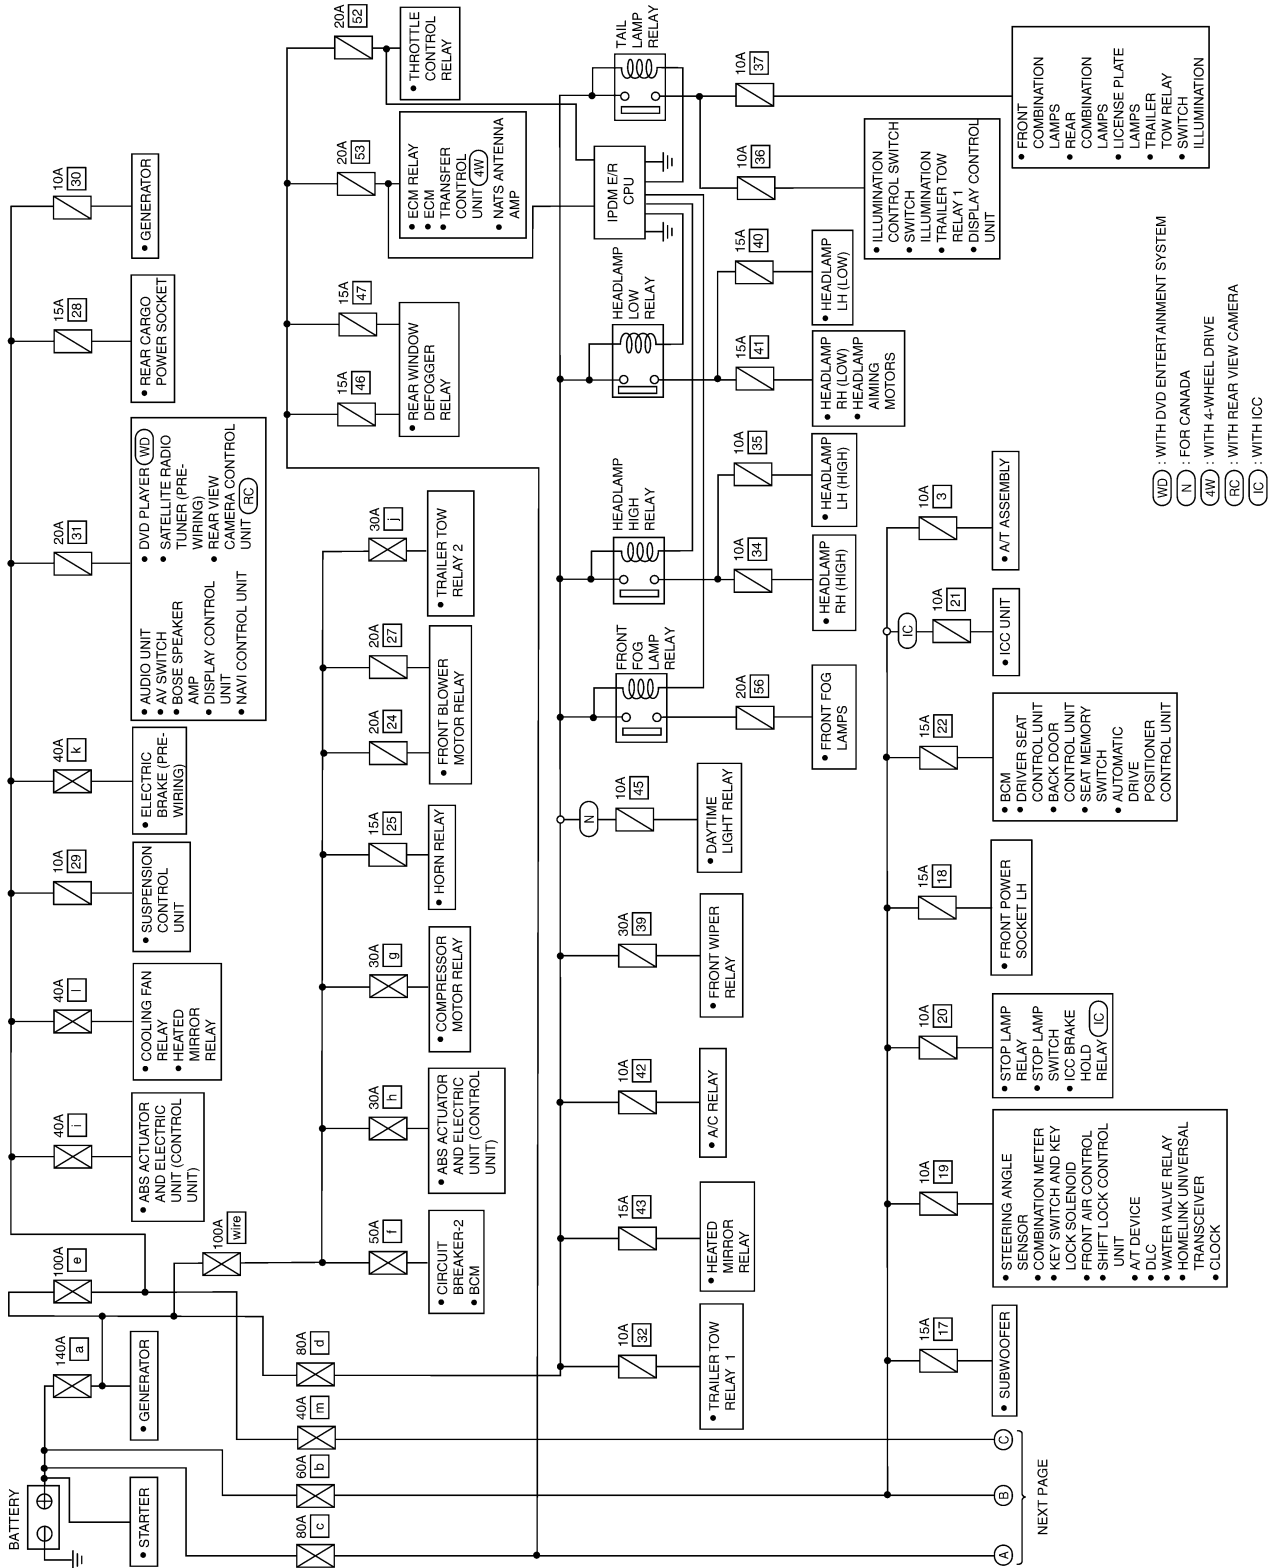 BATTERY
STARTER
140A
a
GENERATOR
100A
e
100A
wire
40A
i
ABS ACTUATOR
AND ELECTRIC
UNIT (CONTROL
UNIT)
40A
l
COOLING FAN
RELAY
HEATED
MIRROR
RELAY
10A
29
SUSPENSION
CONTROL
UNIT
40A
k
ELECTRIC
BRAKE (PRE-
WIRING)
20A
31
AUDIO UNIT
AV SWITCH
BOSE SPEAKER
AMP
DISPLAY CONTROL
UNIT
NAVI CONTROL UNIT
DVD PLAYER WD
SATELLITE RADIO
TUNER (PRE-
WIRING)
REAR VIEW
CAMERA CONTROL
UNIT RC
15A
28
REAR CARGO
POWER SOCKET
10A
30
GENERATOR
50A
f
CIRCUIT
BREAKER-2
BCM
30A
h
ABS ACTUATOR
AND ELECTRIC
UNIT (CONTROL
UNIT)
30A
g
COMPRESSOR
MOTOR RELAY
15A
25
HORN RELAY
20A
24
20A
27
FRONT BLOWER
MOTOR RELAY
30A
j
TRAILER TOW
RELAY 2
15A
46
15A
47
REAR WINDOW
DEFOGGER
RELAY
20A
53
ECM RELAY
ECM
TRANSFER
CONTROL
UNIT 4W
NATS ANTENNA
AMP
20A
52
THROTTLE
CONTROL
RELAY
80A
c
60A
b
40A
m
80A
d
10A
32
TRAILER TOW
RELAY 1
15A
43
HEATED
MIRROR
RELAY
10A
42
A/C RELAY
30A
39
FRONT WIPER
RELAY
N
10A
45
DAYTIME
LIGHT RELAY
FRONT
FOG
LAMP
RELAY
20A
56
FRONT FOG
LAMPS
HEADLAMP
HIGH
RELAY
10A
34
HEADLAMP
RH (HIGH)
10A
35
HEADLAMP
LH (HIGH)
HEADLAMP
LOW
RELAY
15A
41
HEADLAMP
RH (LOW)
HEADLAMP
AIMING
MOTORS
15A
40
HEADLAMP
LH (LOW)
IPDM E/R
CPU
TAIL
LAMP
RELAY
10A
36
ILLUMINATION
CONTROL SWITCH
SWITCH
ILLUMINATION
TRAILER TOW
RELAY 1
DISPLAY CONTROL
UNIT
10A
37
FRONT
COMBINATION
LAMPS
REAR
COMBINATION
LAMPS
LICENSE PLATE
LAMPS
TRAILER
TOW RELAY
SWITCH
ILLUMINATION
15A
17
SUBWOOFER
10A
19
STEERING ANGLE
SENSOR
COMBINATION METER
KEY SWITCH AND KEY
LOCK SOLENOID
FRONT AIR CONTROL
SHIFT LOCK CONTROL
UNIT
A/T DEVICE
DLC
WATER VALVE RELAY
HOMELINK UNIVERSAL
TRANSCEIVER
CLOCK
10A
20
STOP LAMP
RELAY
STOP LAMP
SWITCH
ICC BRAKE
HOLD
RELAY IC
15A
18
FRONT POWER
SOCKET LH
15A
22
BCM
DRIVER SEAT
CONTROL UNIT
BACK DOOR
CONTROL UNIT
SEAT MEMORY
SWITCH
AUTOMATIC
DRIVE
POSITIONER
CONTROL UNIT
IC
10A
21
ICC UNIT
10A
3
A/T ASSEMBLY
A
B
C
NEXT PAGE
WD : WITH DVD ENTERTAINMENT SYSTEM
N : FOR CANADA
4W : WITH 4-WHEEL DRIVE
RC : WITH REAR VIEW CAMERA
IC : WITH ICC